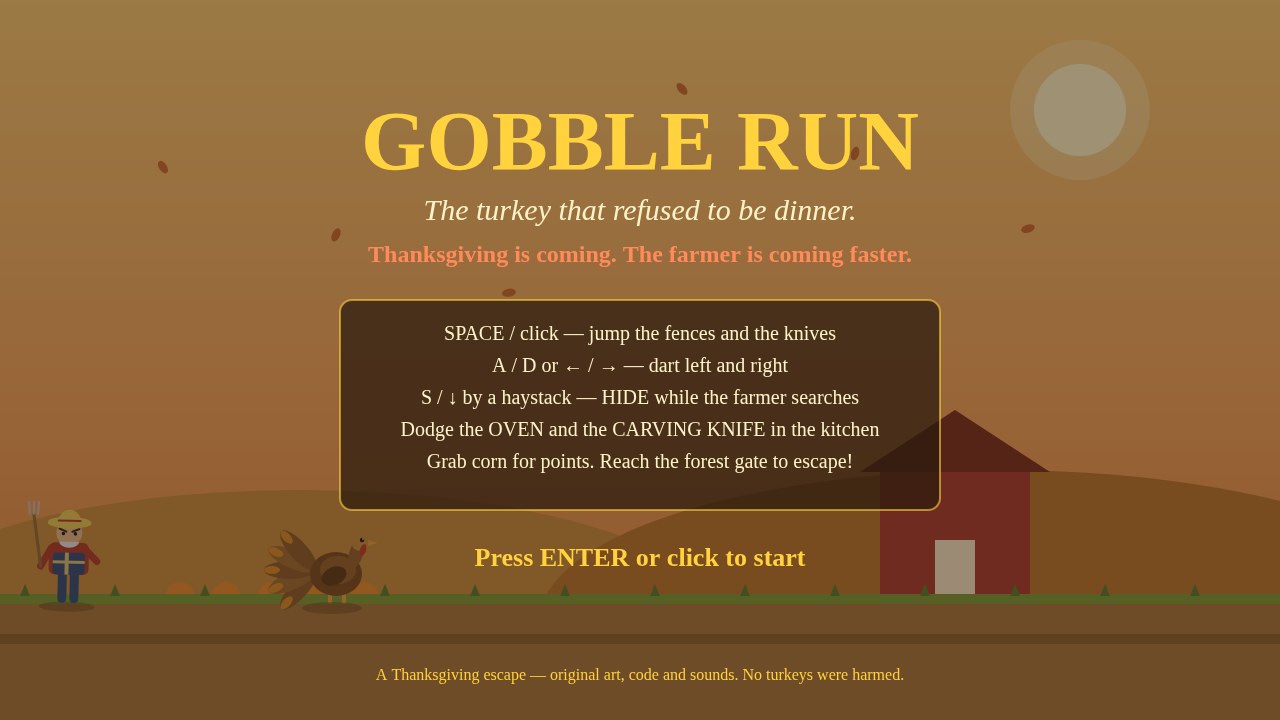 GOBBLE RUN
The turkey that refused to be dinner.
Thanksgiving is coming. The farmer is coming faster.
SPACE / click — jump the fences and the knives
A / D or ← / → — dart left and right
S / ↓ by a haystack — HIDE while the farmer searches
Dodge the OVEN and the CARVING KNIFE in the kitchen
Grab corn for points. Reach the forest gate to escape!
Press ENTER or click to start
A Thanksgiving escape — original art, code and sounds. No turkeys were harmed.